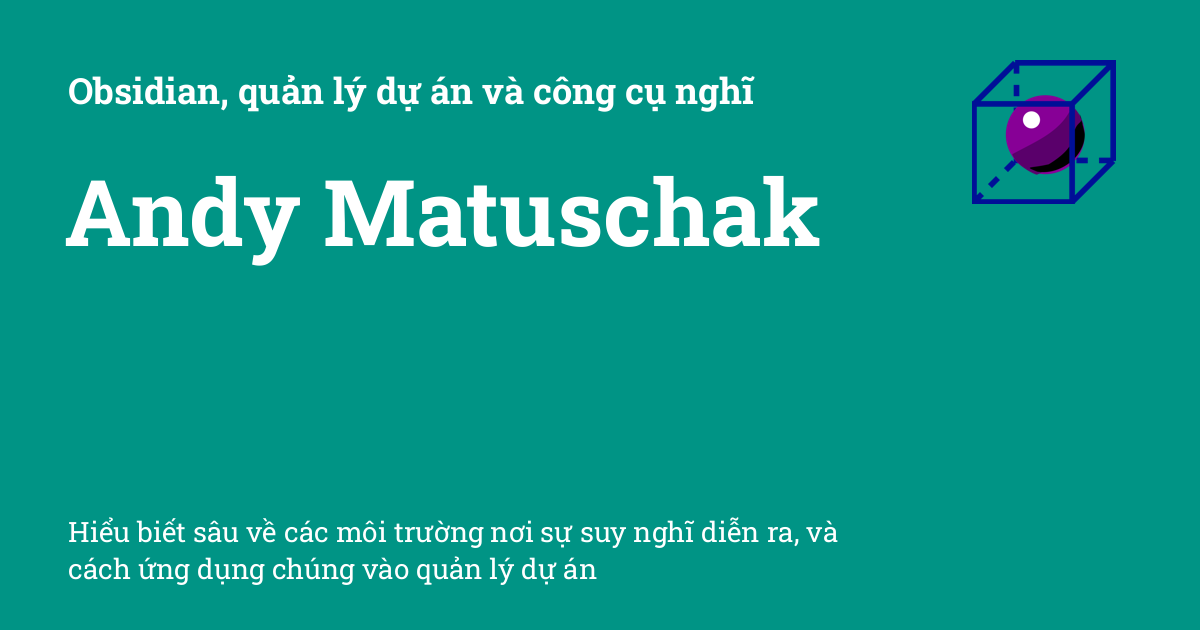 Obsidian, quản lý dự án và công cụ nghĩ
Andy Matuschak
Hiểu biết sâu về các môi trường nơi sự suy nghĩ diễn ra, và
cách ứng dụng chúng vào quản lý dự án